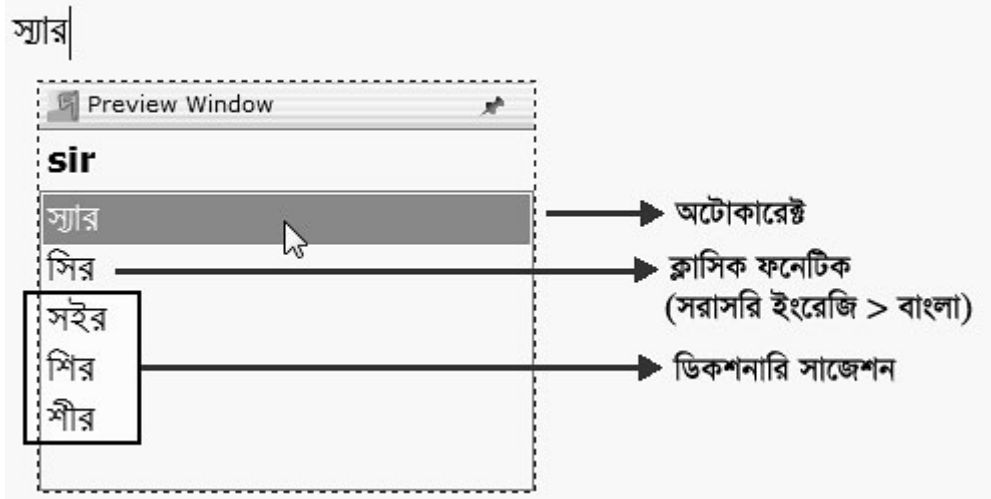 স্যার
Preview Window
sir
স্যার
অটোকারেক্ট
সির
ক্লাসিক ফনেটিক
(সরাসরি ইংরেজি > বাংলা)
সইর
শির
ডিকশনারি সাজেশন
শীর